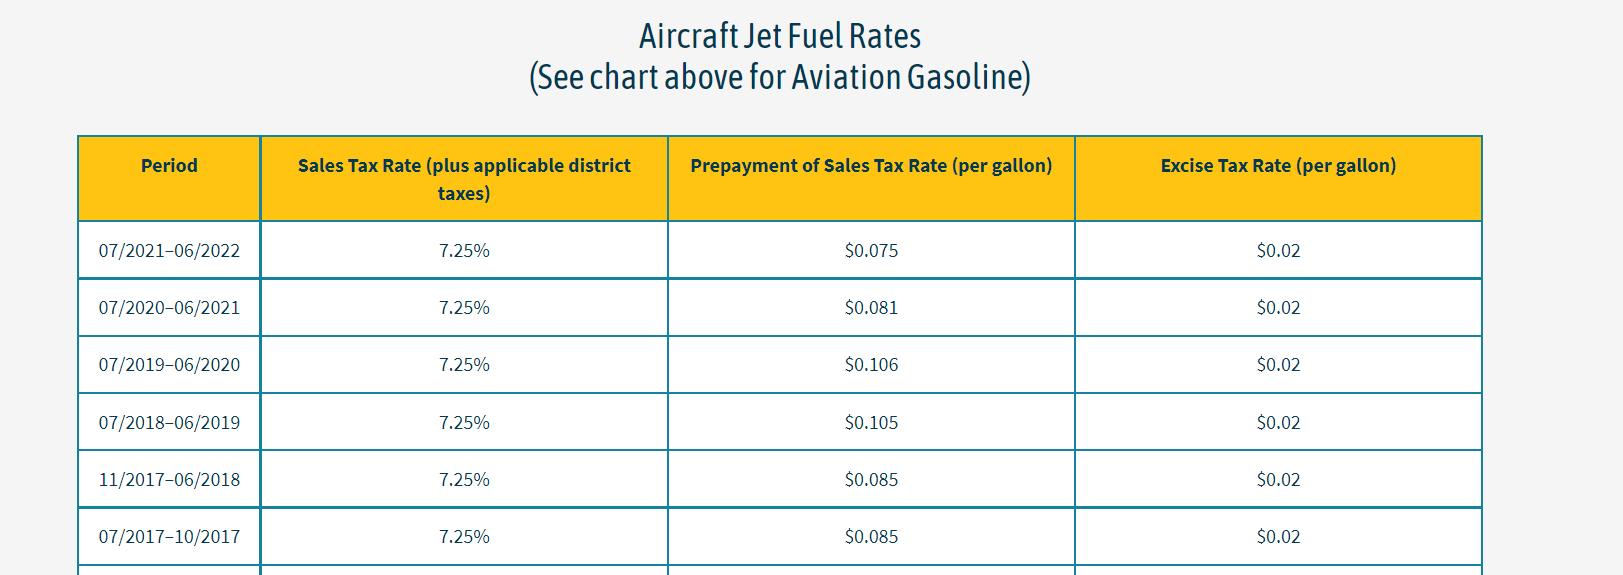 Aircraft Jet Fuel Rates
(See chart above for Aviation Gasoline)
Period Sales Tax Rate (plus applicable district taxes) Prepayment of Sales Tax Rate (per gallon) Excise Tax Rate (per gallon)
07/2021–06/2022 7.25% $0.075 $0.02
07/2020–06/2021 7.25% $0.081 $0.02
07/2019–06/2020 7.25% $0.106 $0.02
07/2018–06/2019 7.25% $0.105 $0.02
11/2017–06/2018 7.25% $0.085 $0.02
07/2017–10/2017 7.25% $0.085 $0.02